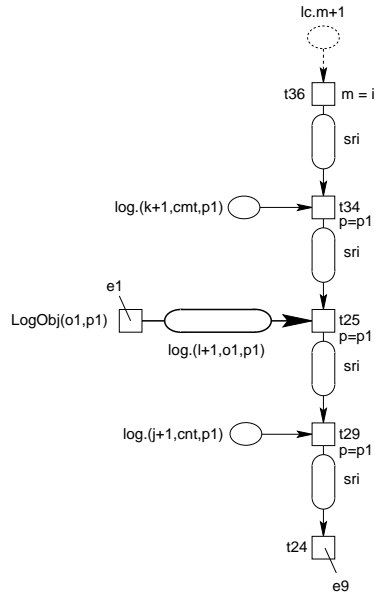 lc.m+1
t36 m = i
sri
log.(k+1,cmt,p1) t34
p=p1
sri
e1
LogObj(o1,p1) t25
p=p1
log.(l+1,o1,p1)
sri
log.(j+1,cnt,p1) t29
p=p1
sri
t24
e9